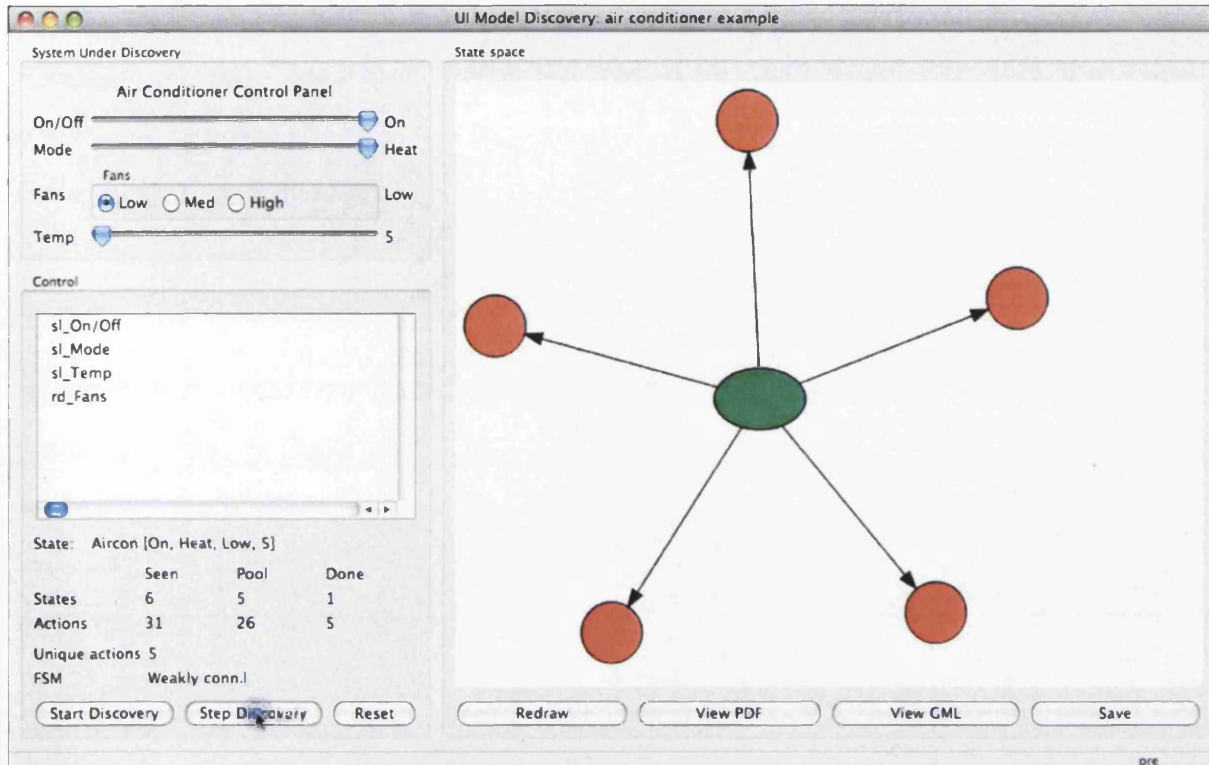 UI Model Discovery: air conditioner example
System Under Discovery
Air Conditioner Control Panel
On/Off On
Mode Heat
Fans
Fans Low Med High Low
Temp 5
Control
sl_On/Off
sl_Mode
sl_Temp
rd_Fans
State: Aircon [On, Heat, Low, 5]
Seen Pool Done
States 6 5 1
Actions 31 26 5
Unique actions 5
FSM Weakly conn.l
Start Discovery Step Discovery Reset
State space
Redraw View PDF View GML Save
pre